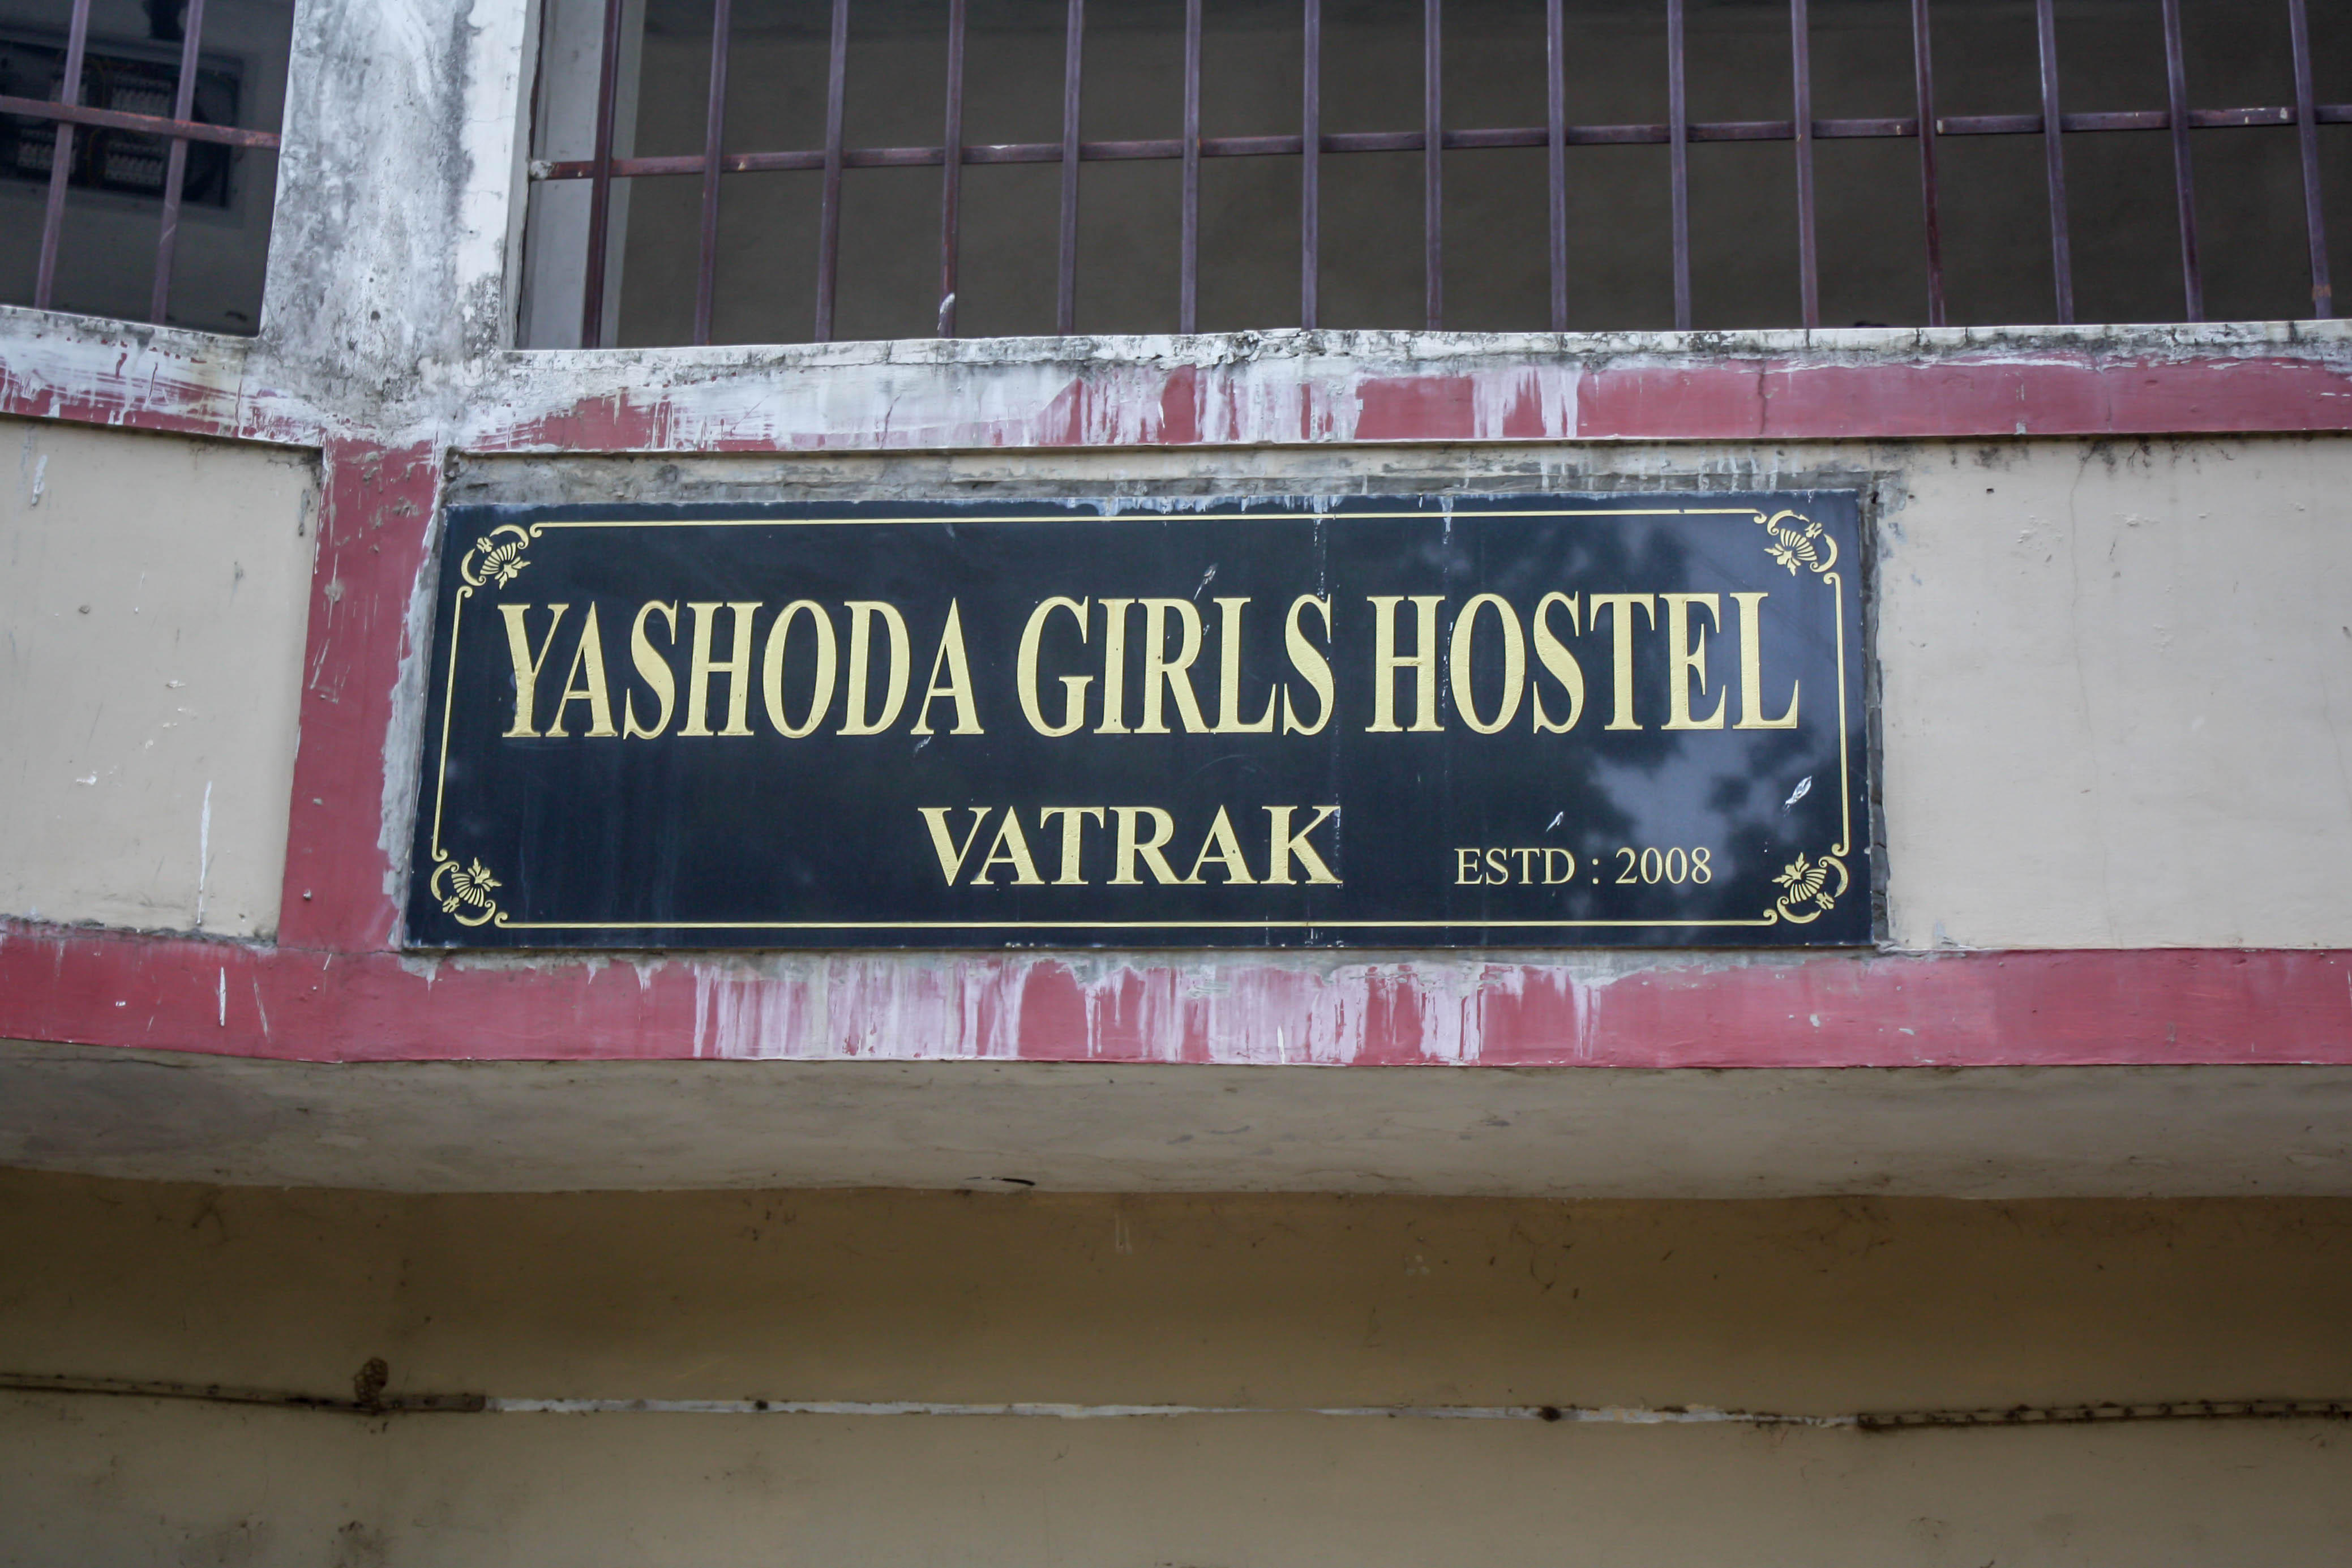 YASHODA GIRLS HOSTEL
VATRAK ESTD : 2008